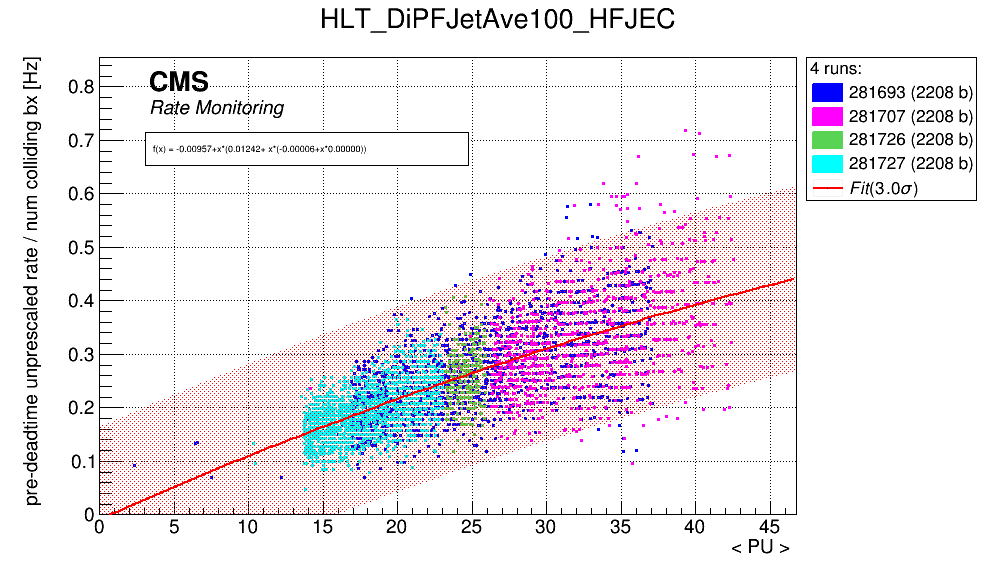 HLT_DiPFJetAve100_HFJEC
pre-deadtime unprescaled rate / num colliding bx [Hz]
CMS
Rate Monitoring
f(x) = -0.00957+x*(0.01242+ x*(-0.00006+x*0.00000))
0.8
0.7
0.6
0.5
0.4
0.3
0.2
0.1
0
0 5 10 15 20 25 30 35 40 45
< PU >
4 runs:
281693 (2208 b)
281707 (2208 b)
281726 (2208 b)
281727 (2208 b)
Fit(3.0σ)